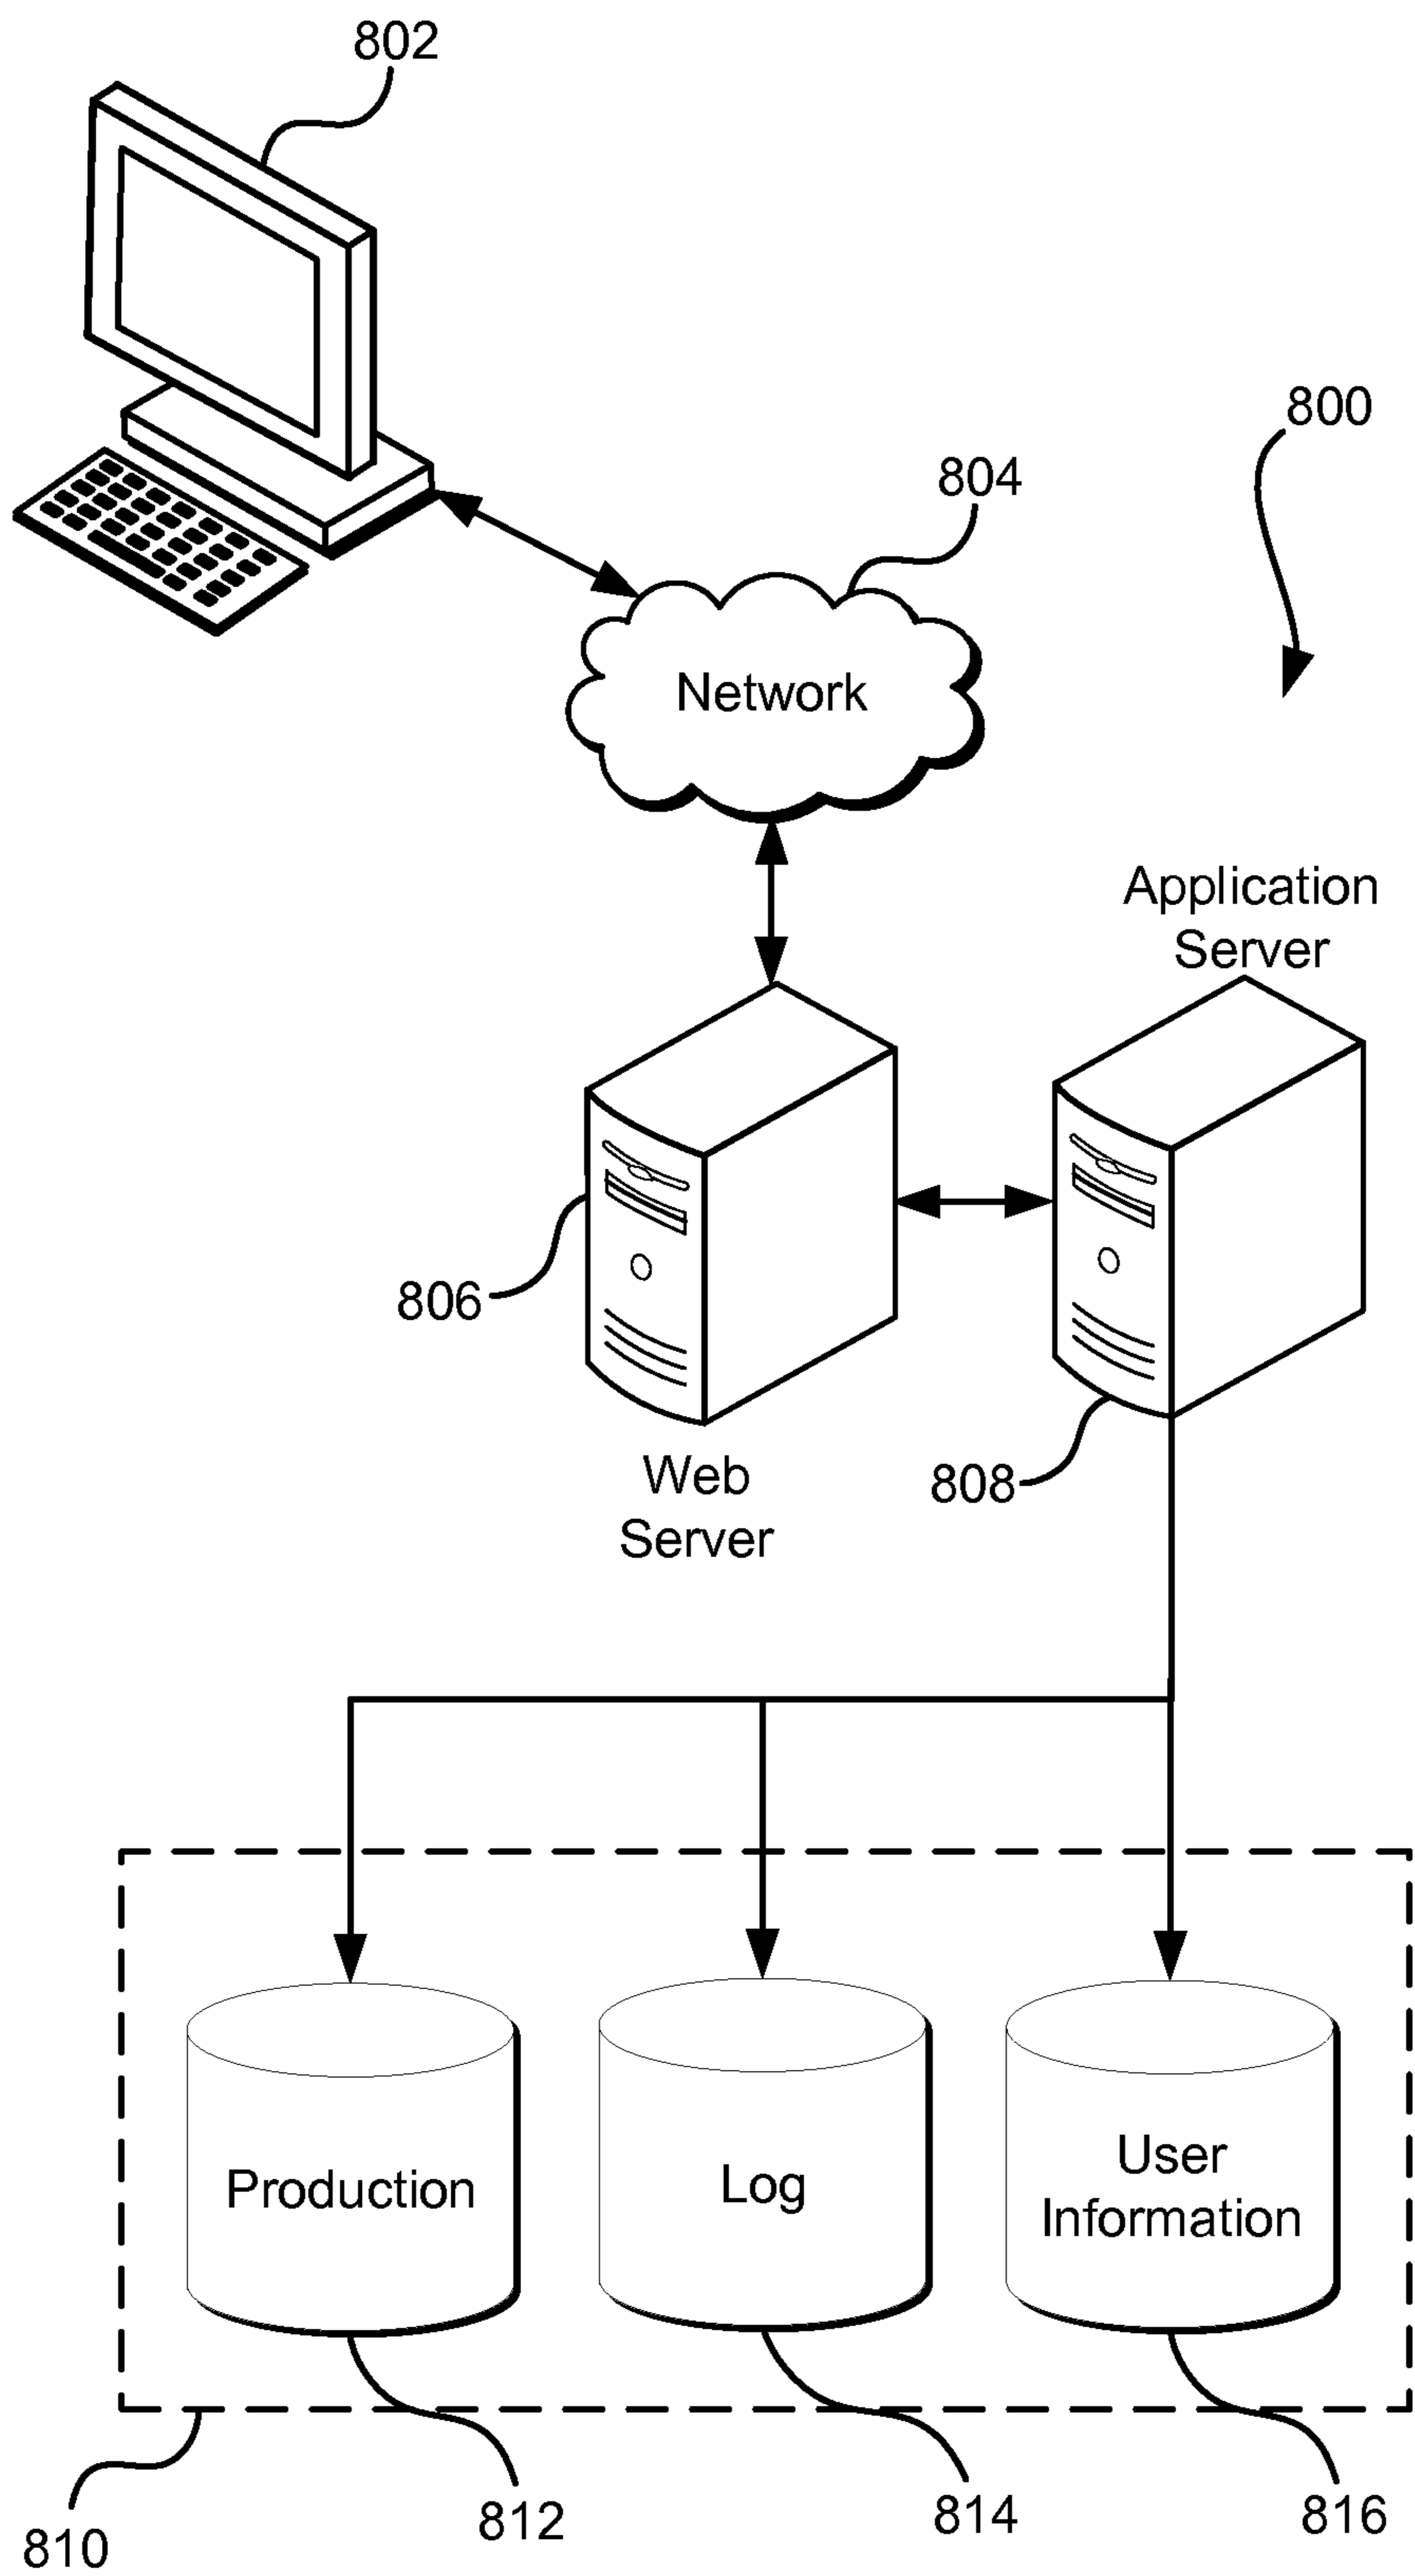 802
800
804
Network
Application
Server
806
Web
Server
808
Production
Log
User
Information
810
812
814
816